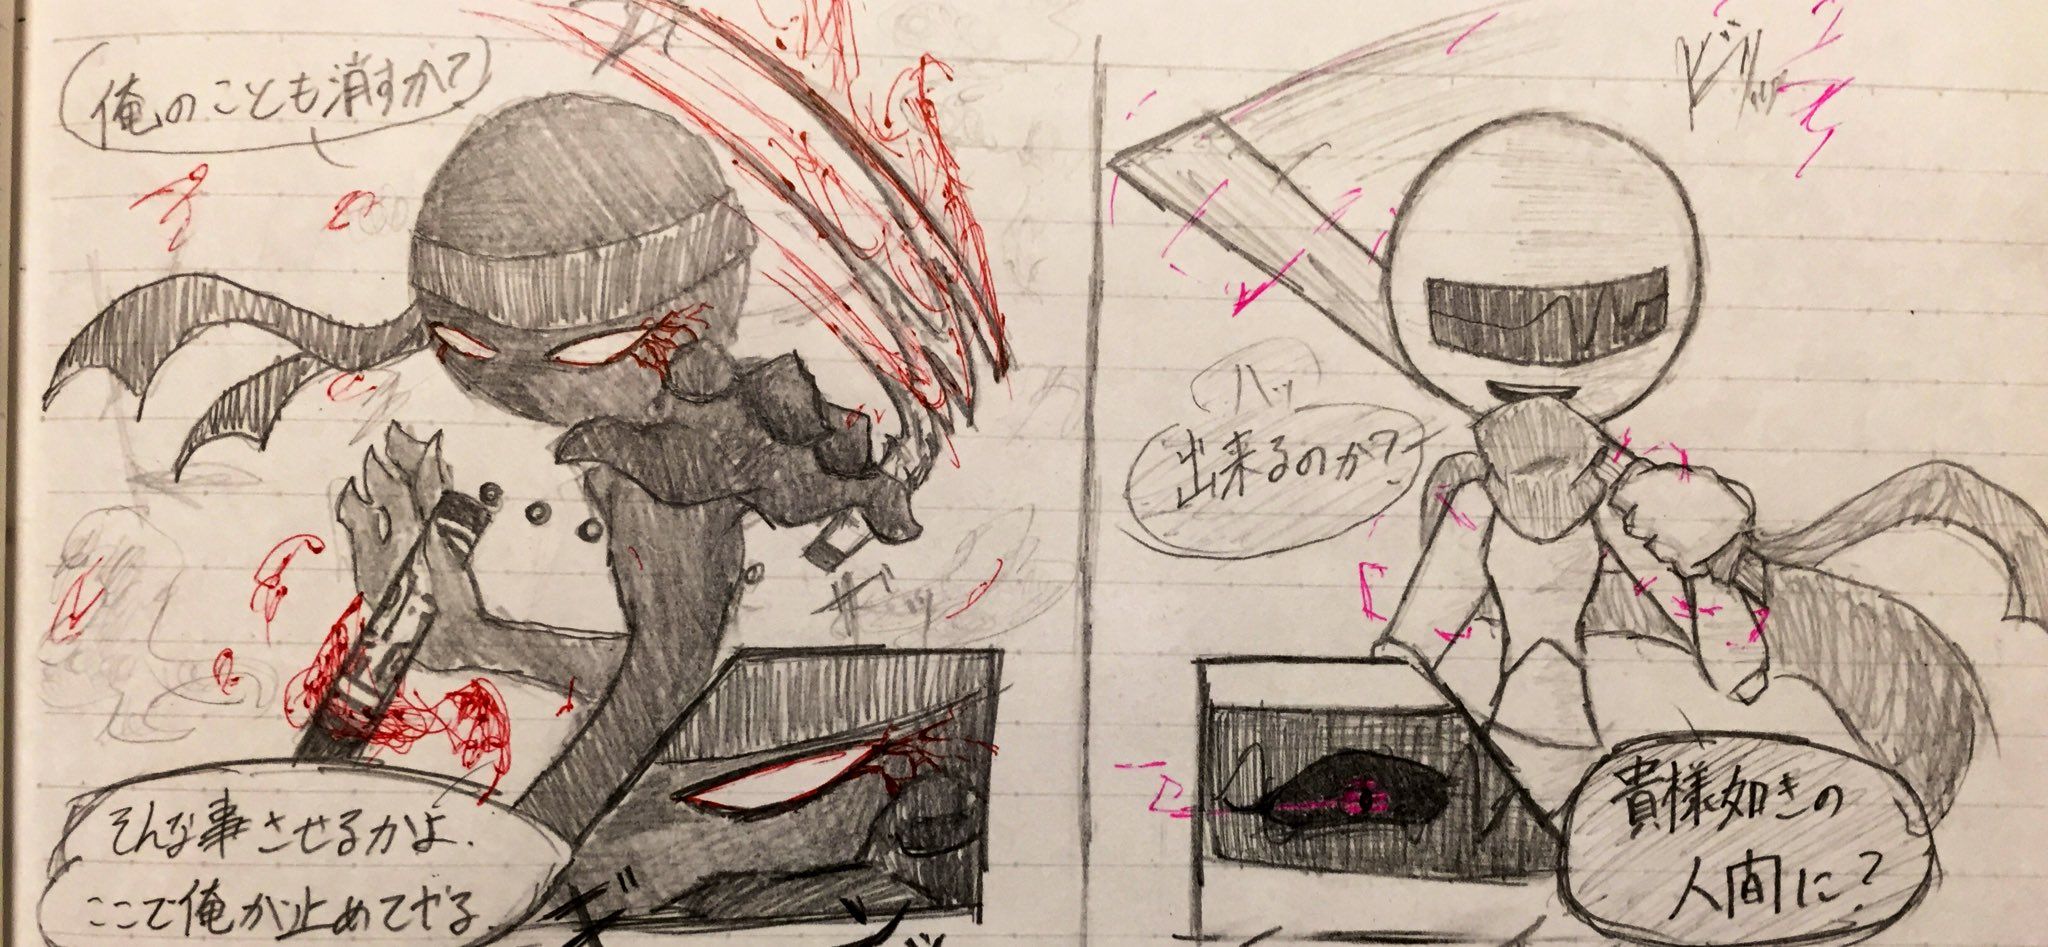 俺のことも消すか?
そんな事させるかよ.
ここで俺が止めてやる.
ハッ
出来るのか?
貴様如きの
人間に?